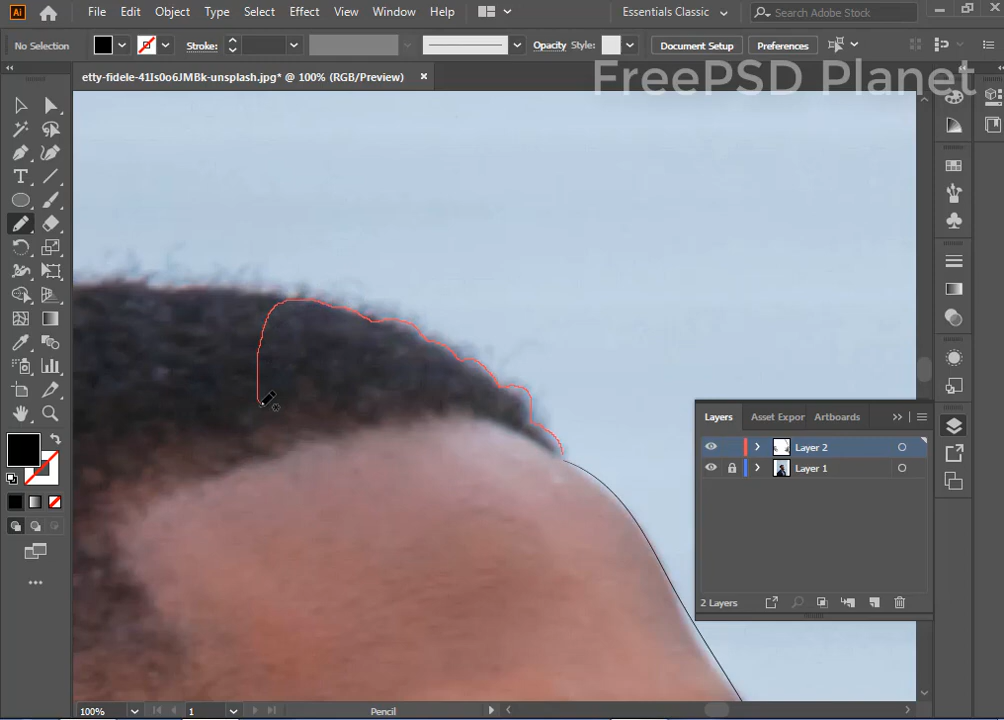 Ai File Edit Object Type Select Effect View Window Help Essentials Classic Search Adobe Stock
No Selection Stroke: Opacity Style: Document Setup Preferences
etty-fidele-41Is0o6JMBk-unsplash.jpg* @ 100% (RGB/Preview)
FreePSD Planet
Layers Asset Expor Artboards
Layer 2
Layer 1
2 Layers
100% 1 Pencil